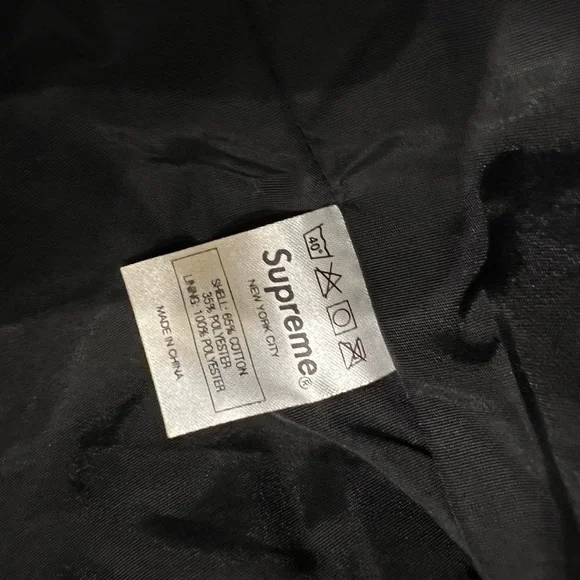 40°
Supreme®
NEW YORK CITY
SHELL: 65% COTTON
35% POLYESTER
LINING: 100% POLYESTER
MADE IN CHINA